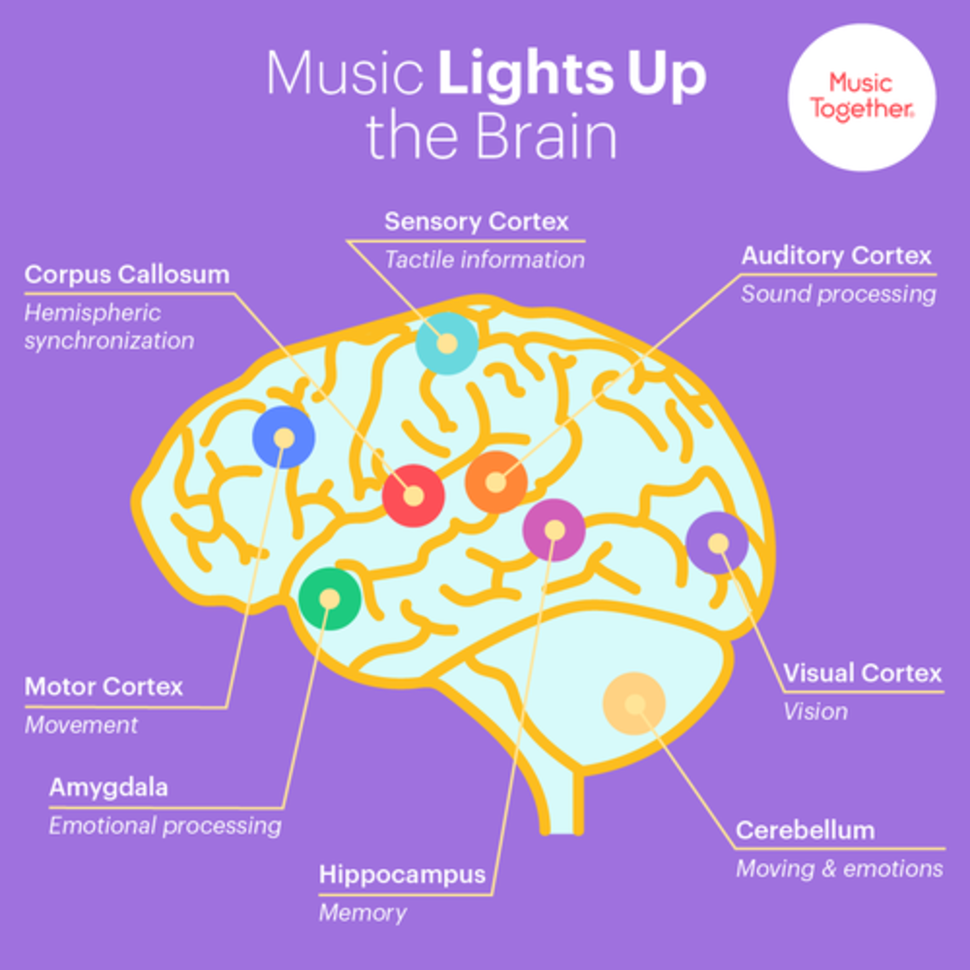 Music Lights Up
the Brain
Music
Together®
Sensory Cortex
Tactile information
Auditory Cortex
Sound processing
Corpus Callosum
Hemispheric
synchronization
Motor Cortex
Movement
Visual Cortex
Vision
Amygdala
Emotional processing
Cerebellum
Moving & emotions
Hippocampus
Memory